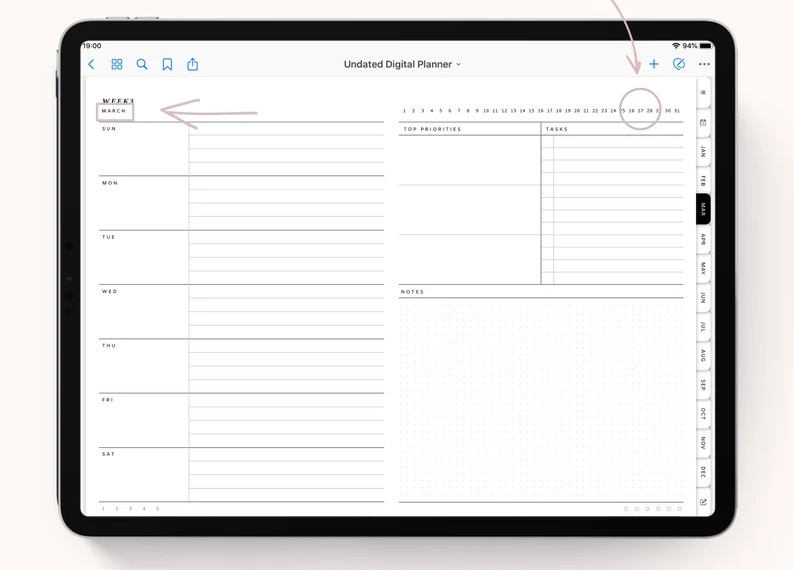 19:00
94%
Undated Digital Planner
WEEK 3
MARCH
1 2 3 4 5 6 7 8 9 10 11 12 13 14 15 16 17 18 19 20 21 22 23 24 25 26 27 28 29 30 31
SUN
TOP PRIORITIES
TASKS
MON
TUE
WED
NOTES
THU
FRI
SAT
1 2 3 4 5
JAN
FEB
MAR
APR
MAY
JUN
JUL
AUG
SEP
OCT
NOV
DEC